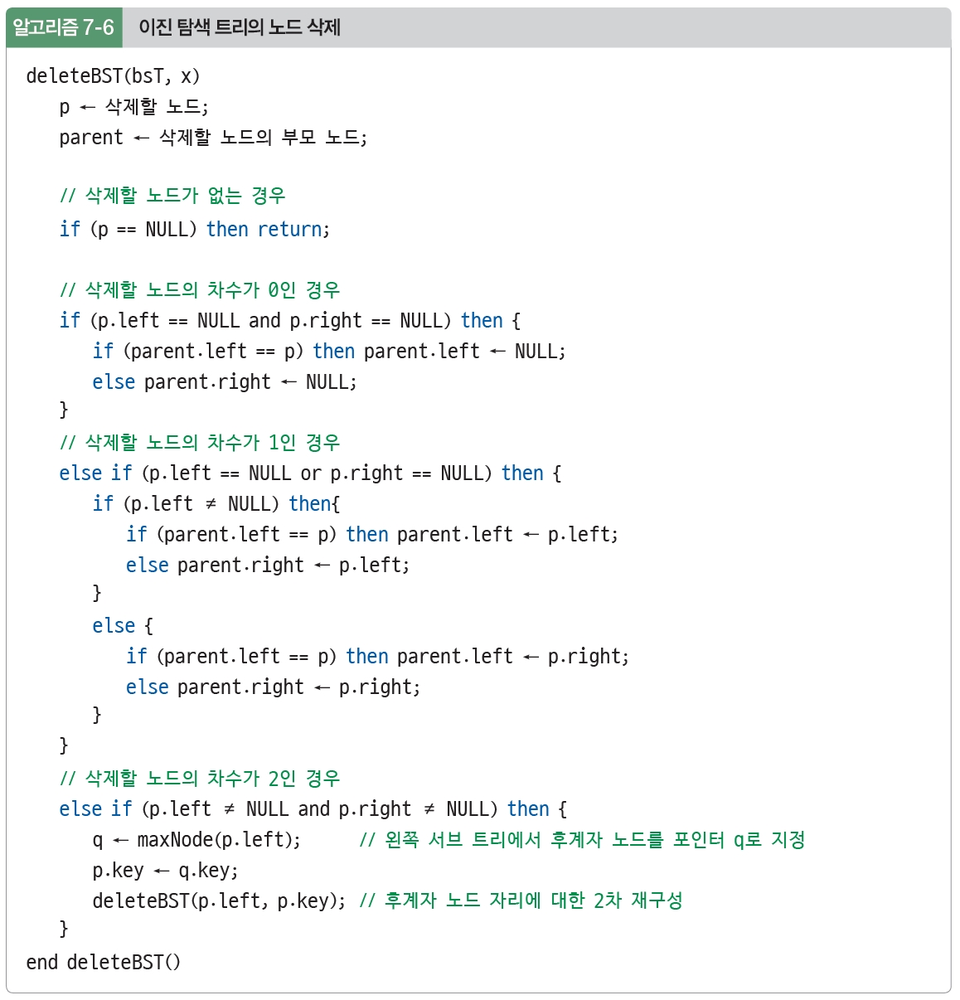 알고리즘 7-6 이진 탐색 트리의 노드 삭제
deleteBST(bsT, x)
p ← 삭제할 노드;
parent ← 삭제할 노드의 부모 노드;
// 삭제할 노드가 없는 경우
if (p == NULL) then return;
// 삭제할 노드의 차수가 0인 경우
if (p.left == NULL and p.right == NULL) then {
if (parent.left == p) then parent.left ← NULL;
else parent.right ← NULL;
}
// 삭제할 노드의 차수가 1인 경우
else if (p.left == NULL or p.right == NULL) then {
if (p.left ≠ NULL) then{
if (parent.left == p) then parent.left ← p.left;
else parent.right ← p.left;
}
else {
if (parent.left == p) then parent.left ← p.right;
else parent.right ← p.right;
}
}
// 삭제할 노드의 차수가 2인 경우
else if (p.left ≠ NULL and p.right ≠ NULL) then {
q ← maxNode(p.left); // 왼쪽 서브 트리에서 후계자 노드를 포인터 q로 지정
p.key ← q.key;
deleteBST(p.left, p.key); // 후계자 노드 자리에 대한 2차 재구성
}
end deleteBST()